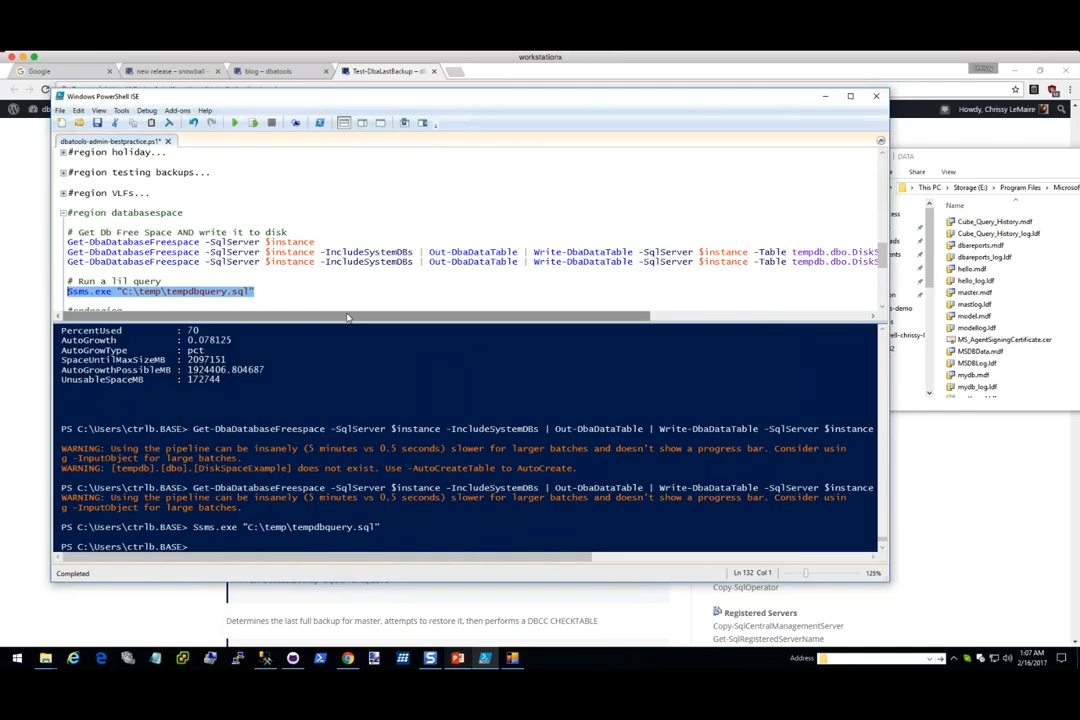 workstationx
Google
new release – snowball
blog – dbatools
Test-DbaLastBackup – db
Chrissy
Windows PowerShell ISE
File Edit View Tools Debug Add-ons Help
Howdy, Chrissy LeMaire
dbatools-admin-bestpractice.ps1*
#region holiday...
#region testing backups...
#region VLFs...
#region databasespace
# Get Db Free Space AND write it to disk
Get-DbaDatabaseFreespace -SqlServer $instance
Get-DbaDatabaseFreespace -SqlServer $instance -IncludeSystemDBs | Out-DbaDataTable | Write-DbaDataTable -SqlServer $instance -Table tempdb.dbo.DiskS
Get-DbaDatabaseFreespace -SqlServer $instance -IncludeSystemDBs | Out-DbaDataTable | Write-DbaDataTable -SqlServer $instance -Table tempdb.dbo.DiskS
# Run a lil query
Ssms.exe "C:\temp\tempdbquery.sql"
#endregion
PercentUsed : 70
AutoGrowth : 0.078125
AutoGrowType : pct
SpaceUntilMaxSizeMB : 2097151
AutoGrowthPossibleMB : 1924406.804687
UnusableSpaceMB : 172744
PS C:\Users\ctrlb.BASE> Get-DbaDatabaseFreespace -SqlServer $instance -IncludeSystemDBs | Out-DbaDataTable | Write-DbaDataTable -SqlServer $instance
WARNING: Using the pipeline can be insanely (5 minutes vs 0.5 seconds) slower for larger batches and doesn't show a progress bar. Consider usin
g -InputObject for large batches.
WARNING: [tempdb].[dbo].[DiskSpaceExample] does not exist. Use -AutoCreateTable to AutoCreate.
PS C:\Users\ctrlb.BASE> Get-DbaDatabaseFreespace -SqlServer $instance -IncludeSystemDBs | Out-DbaDataTable | Write-DbaDataTable -SqlServer $instance
WARNING: Using the pipeline can be insanely (5 minutes vs 0.5 seconds) slower for larger batches and doesn't show a progress bar. Consider usin
g -InputObject for large batches.
PS C:\Users\ctrlb.BASE> Ssms.exe "C:\temp\tempdbquery.sql"
PS C:\Users\ctrlb.BASE>
Completed
Ln 132 Col 1
125%
DATA
Share View
This PC Storage (E:) Program Files Microsof
Name
Cube_Query_History.mdf
Cube_Query_History_log.ldf
dbareports.mdf
dbareports_log.ldf
hello.mdf
hello_log.ldf
master.mdf
mastlog.ldf
model.mdf
modellog.ldf
MS_AgentSigningCertificate.cer
MSDBData.mdf
MSDBLog.ldf
mydb.mdf
mydb_log.ldf
Copy-SqlOperator
Registered Servers
Copy-SqlCentralManagementServer
Get-SqlRegisteredServerName
Determines the last full backup for master, attempts to restore it, then performs a DBCC CHECKTABLE
Address
1:07 AM
2/16/2017